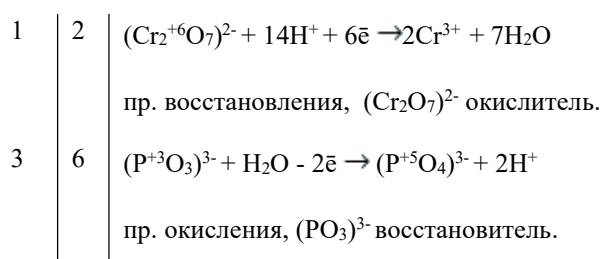 1 | 2 | (Cr₂⁺⁶O₇)²⁻ + 14H⁺ + 6ē →2Cr³⁺ + 7H₂O
пр. восстановления, (Cr₂O₇)²⁻ окислитель.
3 | 6 | (P⁺³O₃)³⁻ + H₂O - 2ē → (P⁺⁵O₄)³⁻ + 2H⁺
пр. окисления, (PO₃)³⁻ восстановитель.